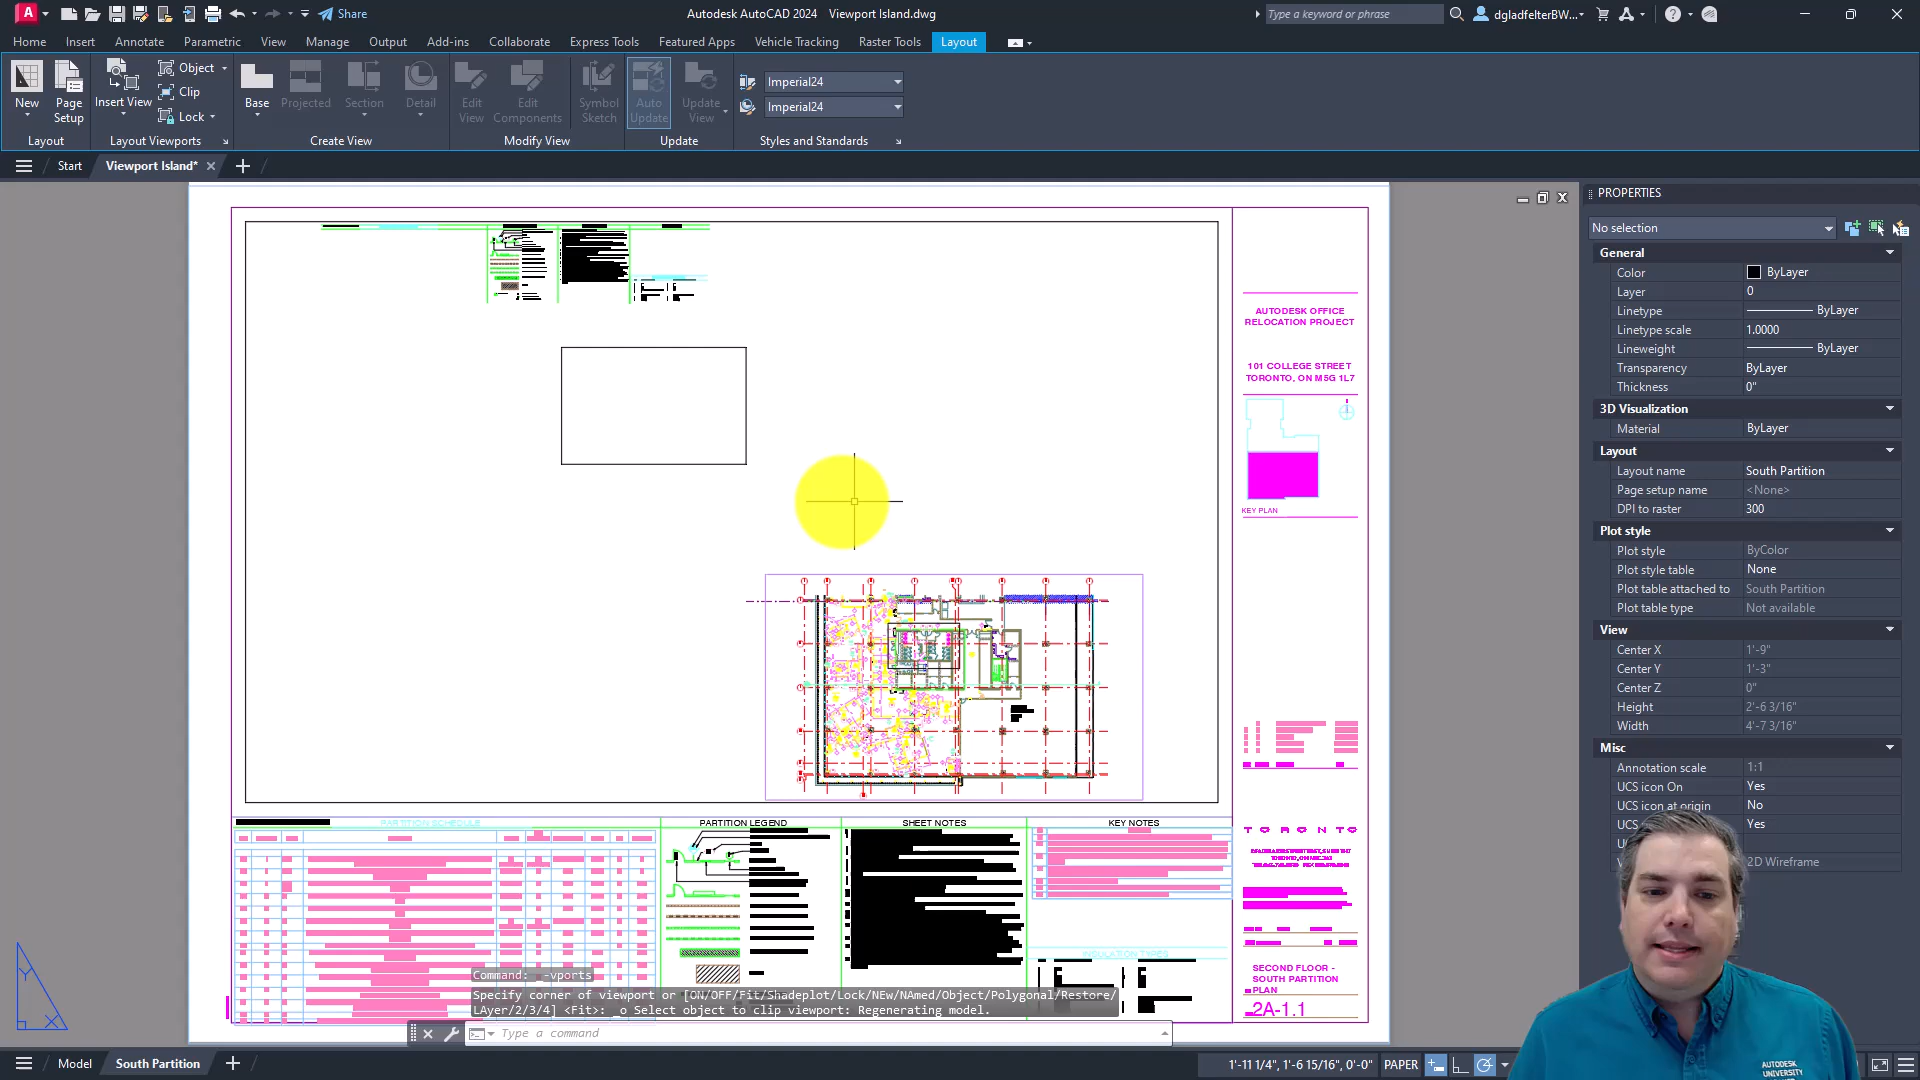 Share
Autodesk AutoCAD 2024 Viewport Island.dwg
Type a keyword or phrase
dgladfelterBW...
Home Insert Annotate Parametric View Manage Output Add-ins Collaborate Express Tools Featured Apps Vehicle Tracking Raster Tools Layout
New
Page Setup
Insert View
Object
Clip
Lock
Base
Projected
Section
Detail
Edit View
Edit Components
Symbol Sketch
Auto Update
Update View
Imperial24
Imperial24
Layout
Layout Viewports
Create View
Modify View
Update
Styles and Standards
Start
Viewport Island*
PROPERTIES
No selection
General
Color ByLayer
Layer 0
Linetype ByLayer
Linetype scale 1.0000
Lineweight ByLayer
Transparency ByLayer
Thickness 0"
3D Visualization
Material ByLayer
Layout
Layout name South Partition
Page setup name <None>
DPI to raster 300
Plot style
Plot style ByColor
Plot style table None
Plot table attached to South Partition
Plot table type Not available
View
Center X 1'-9"
Center Y 1'-3"
Center Z 0"
Height 2'-6 3/16"
Width 4'-7 3/16"
Misc
Annotation scale 1:1
UCS icon On Yes
UCS icon at origin No
Yes
2D Wireframe
AUTODESK OFFICE
RELOCATION PROJECT
101 COLLEGE STREET
TORONTO, ON M5G 1L7
KEY PLAN
TORONTO
SECOND FLOOR -
SOUTH PARTITION
PLAN
2A-1.1
PARTITION SCHEDULE
PARTITION LEGEND
SHEET NOTES
KEY NOTES
INSULATION TYPES
Command: -vports
Specify corner of viewport or [ON/OFF/Fit/Shadeplot/Lock/NEw/NAmed/Object/Polygonal/Restore/
LAyer/2/3/4] <Fit>: _o Select object to clip viewport: Regenerating model.
Type a command
Y
X
Model
South Partition
1'-11 1/4", 1'-6 15/16", 0'-0"
PAPER
AUTODESK
UNIVERSITY